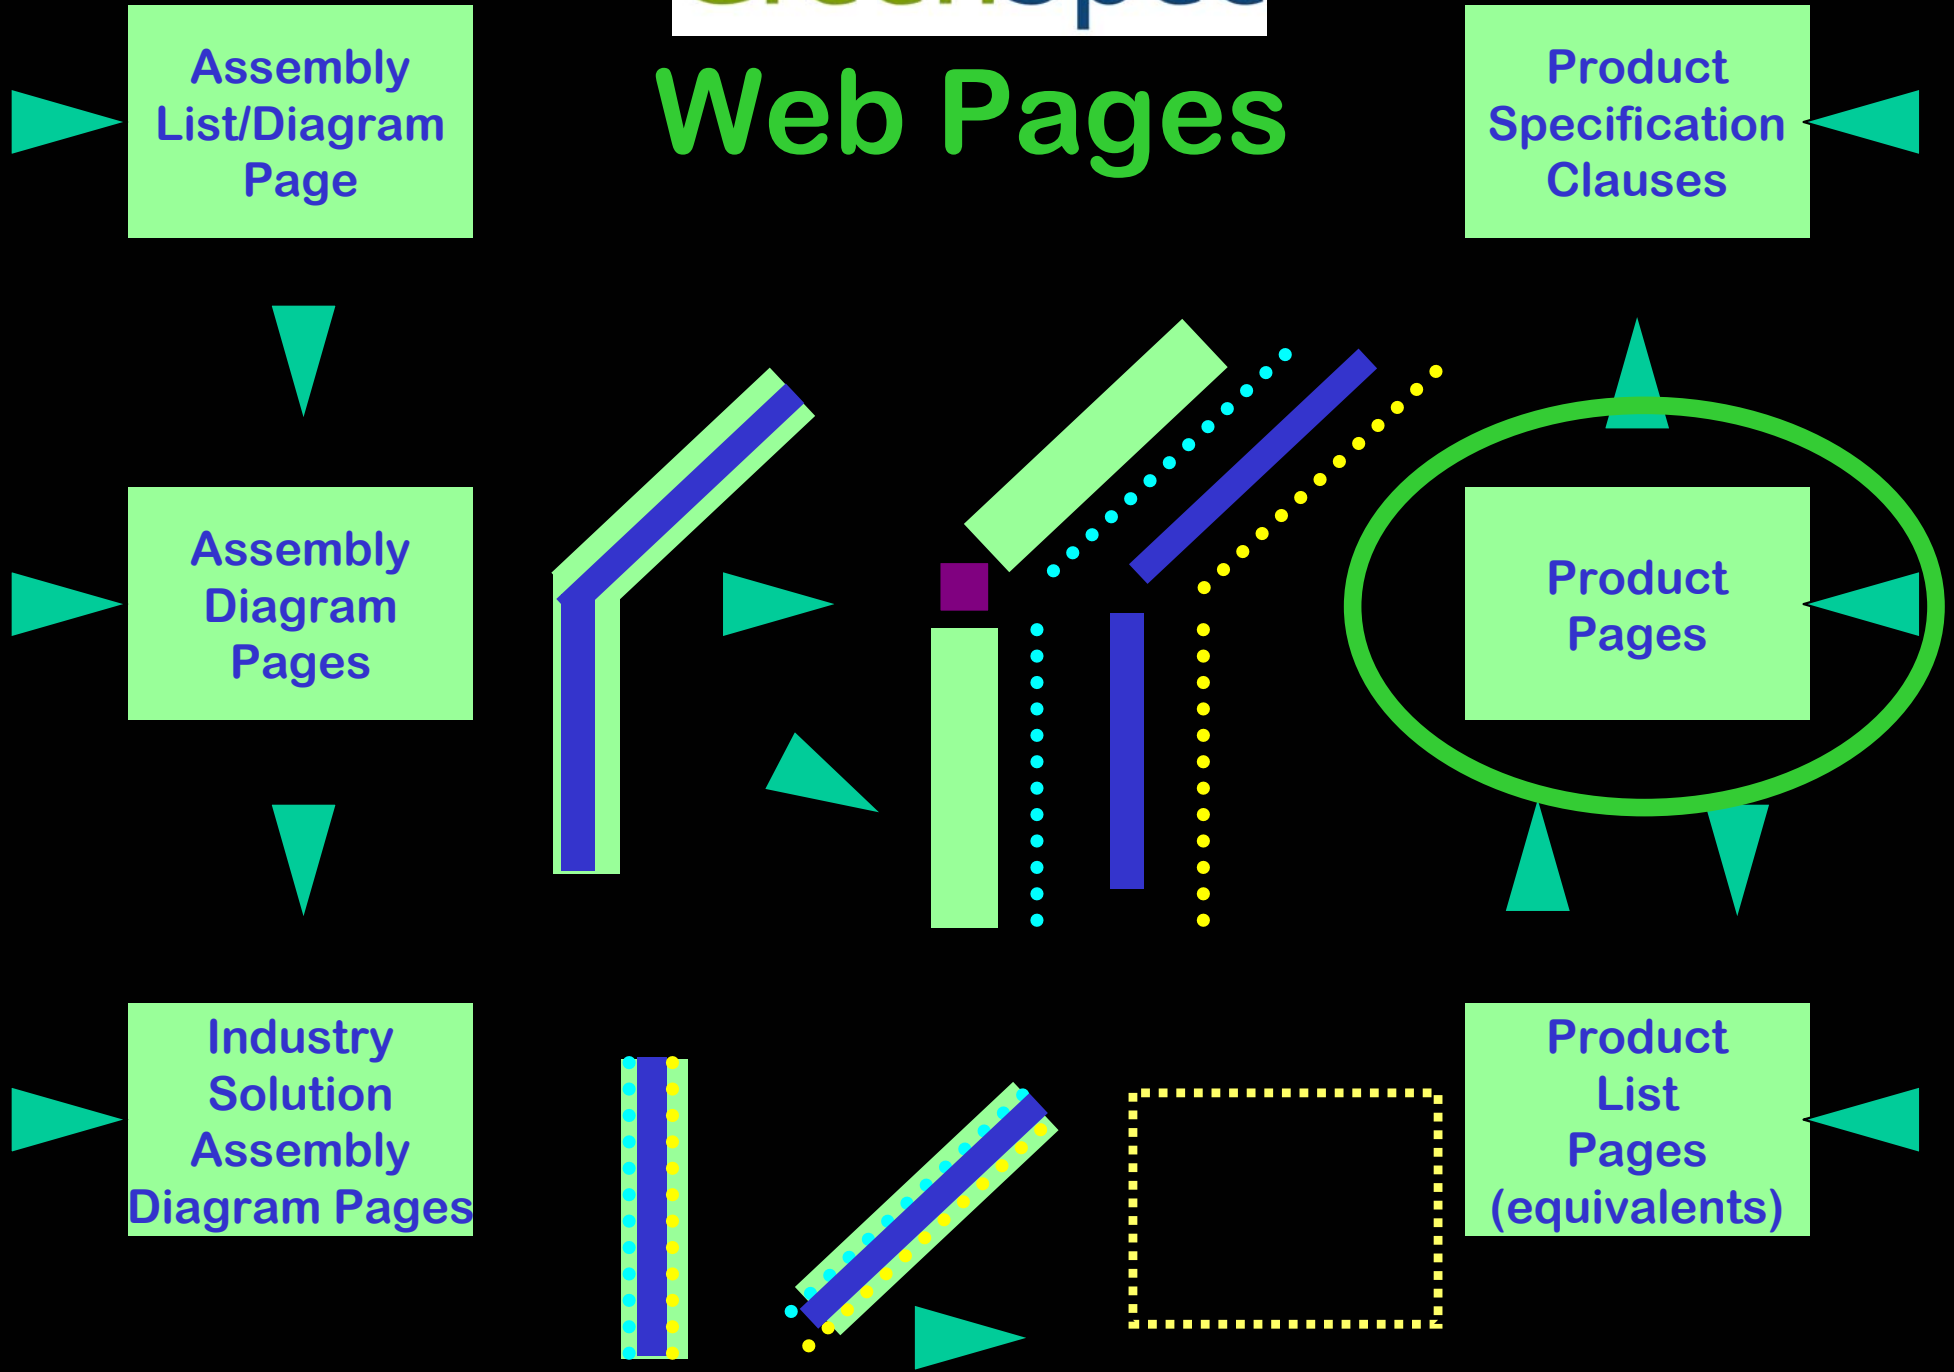 Web Pages
Assembly
List/Diagram
Page
Product
Specification
Clauses
Assembly
Diagram
Pages
Product
Pages
Industry
Solution
Assembly
Diagram Pages
Product
List
Pages
(equivalents)